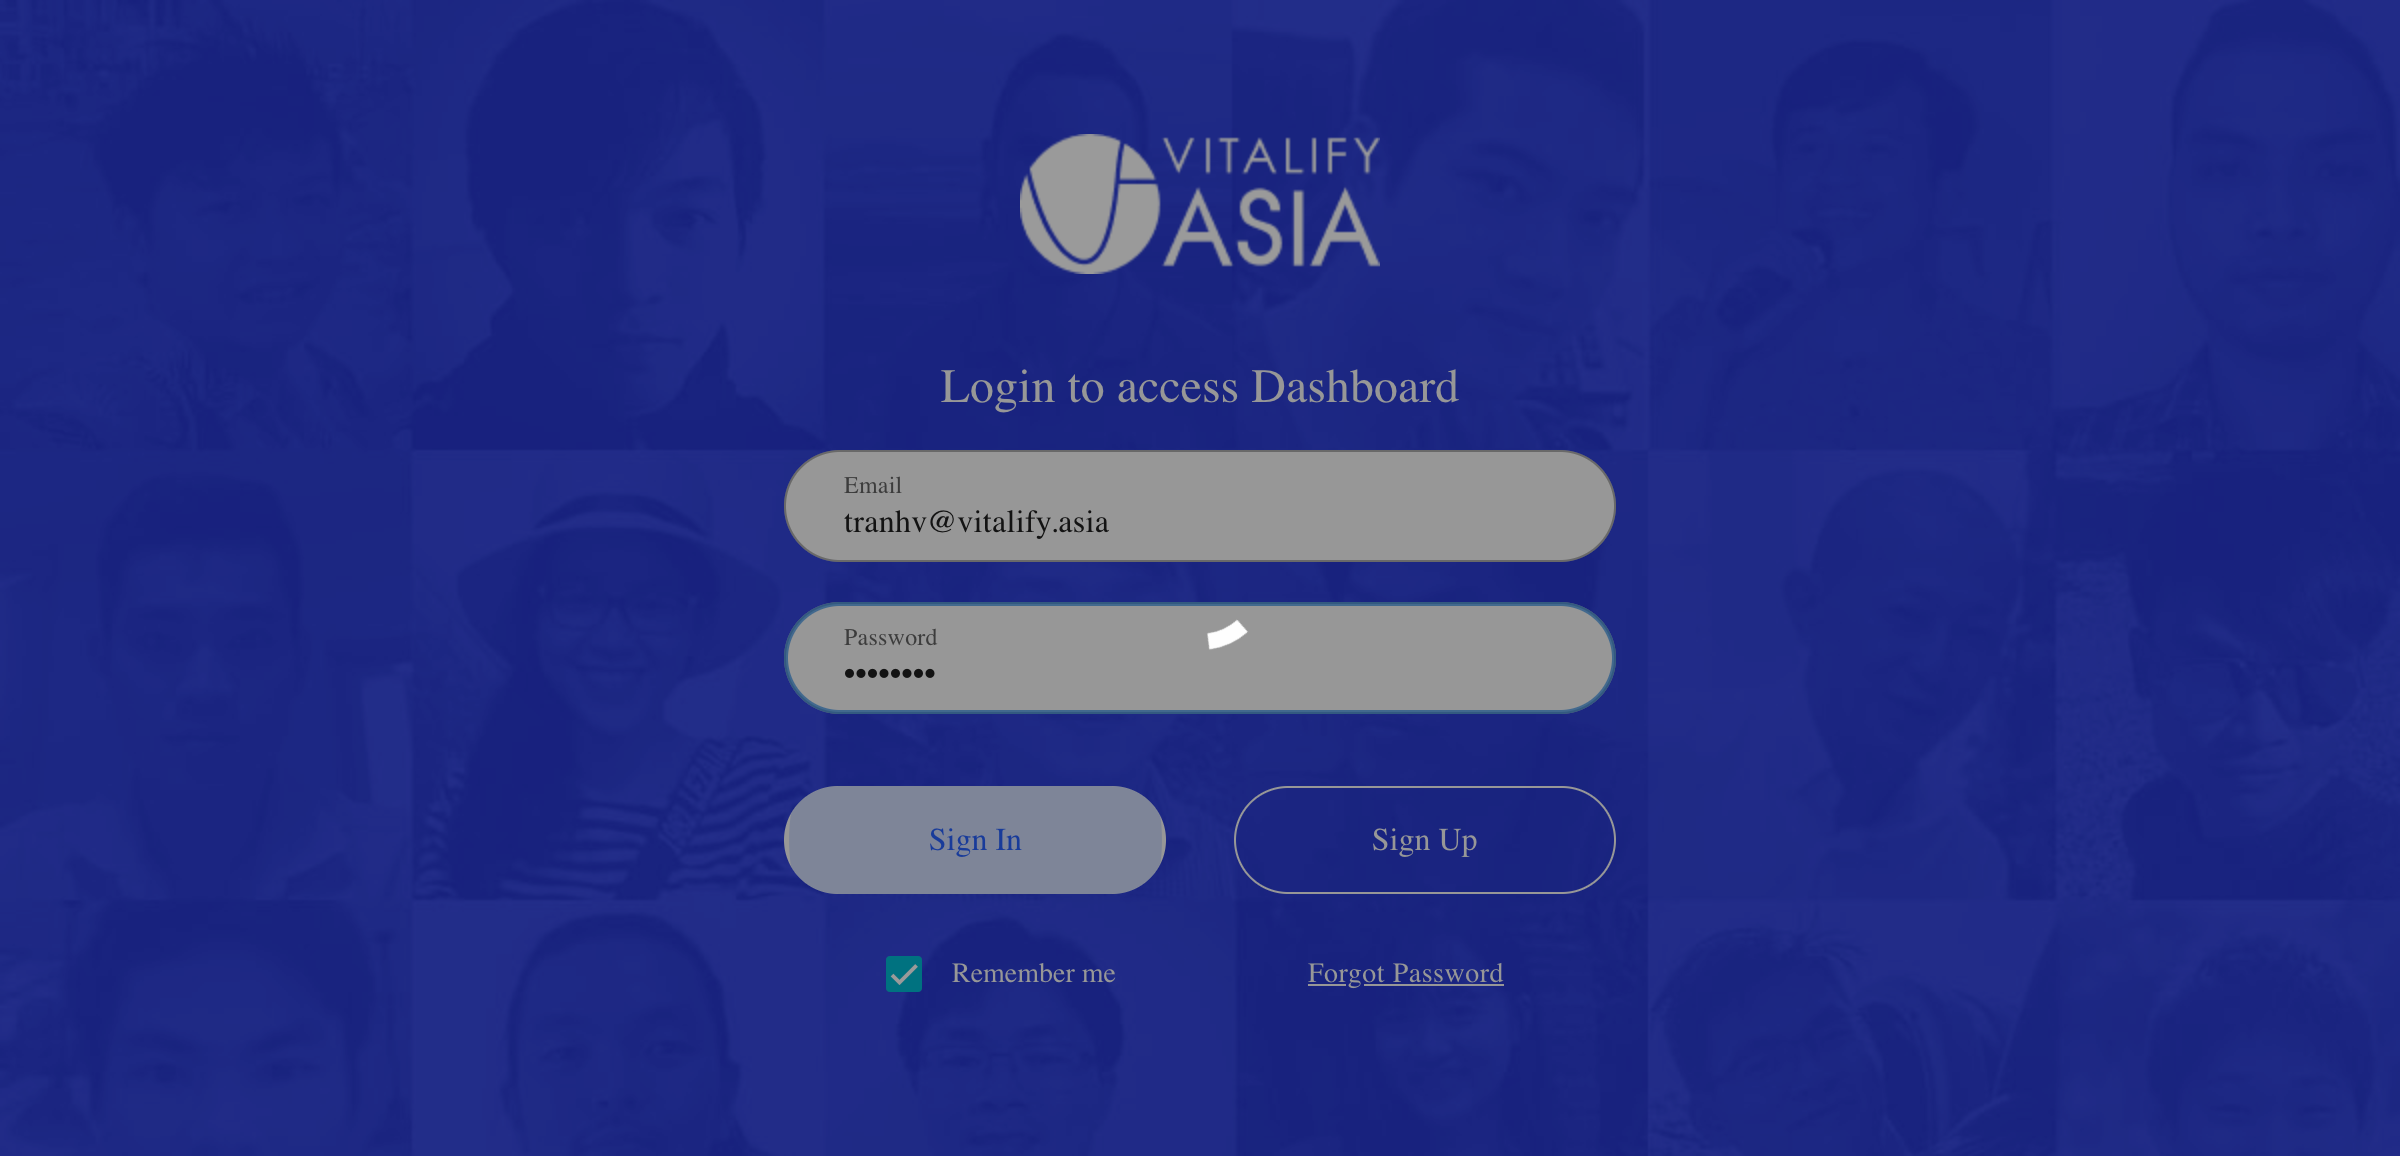 VITALIFY
ASIA
Login to access Dashboard
Email
tranhv@vitalify.asia
Password
••••••••
Sign In
Sign Up
Remember me
Forgot Password